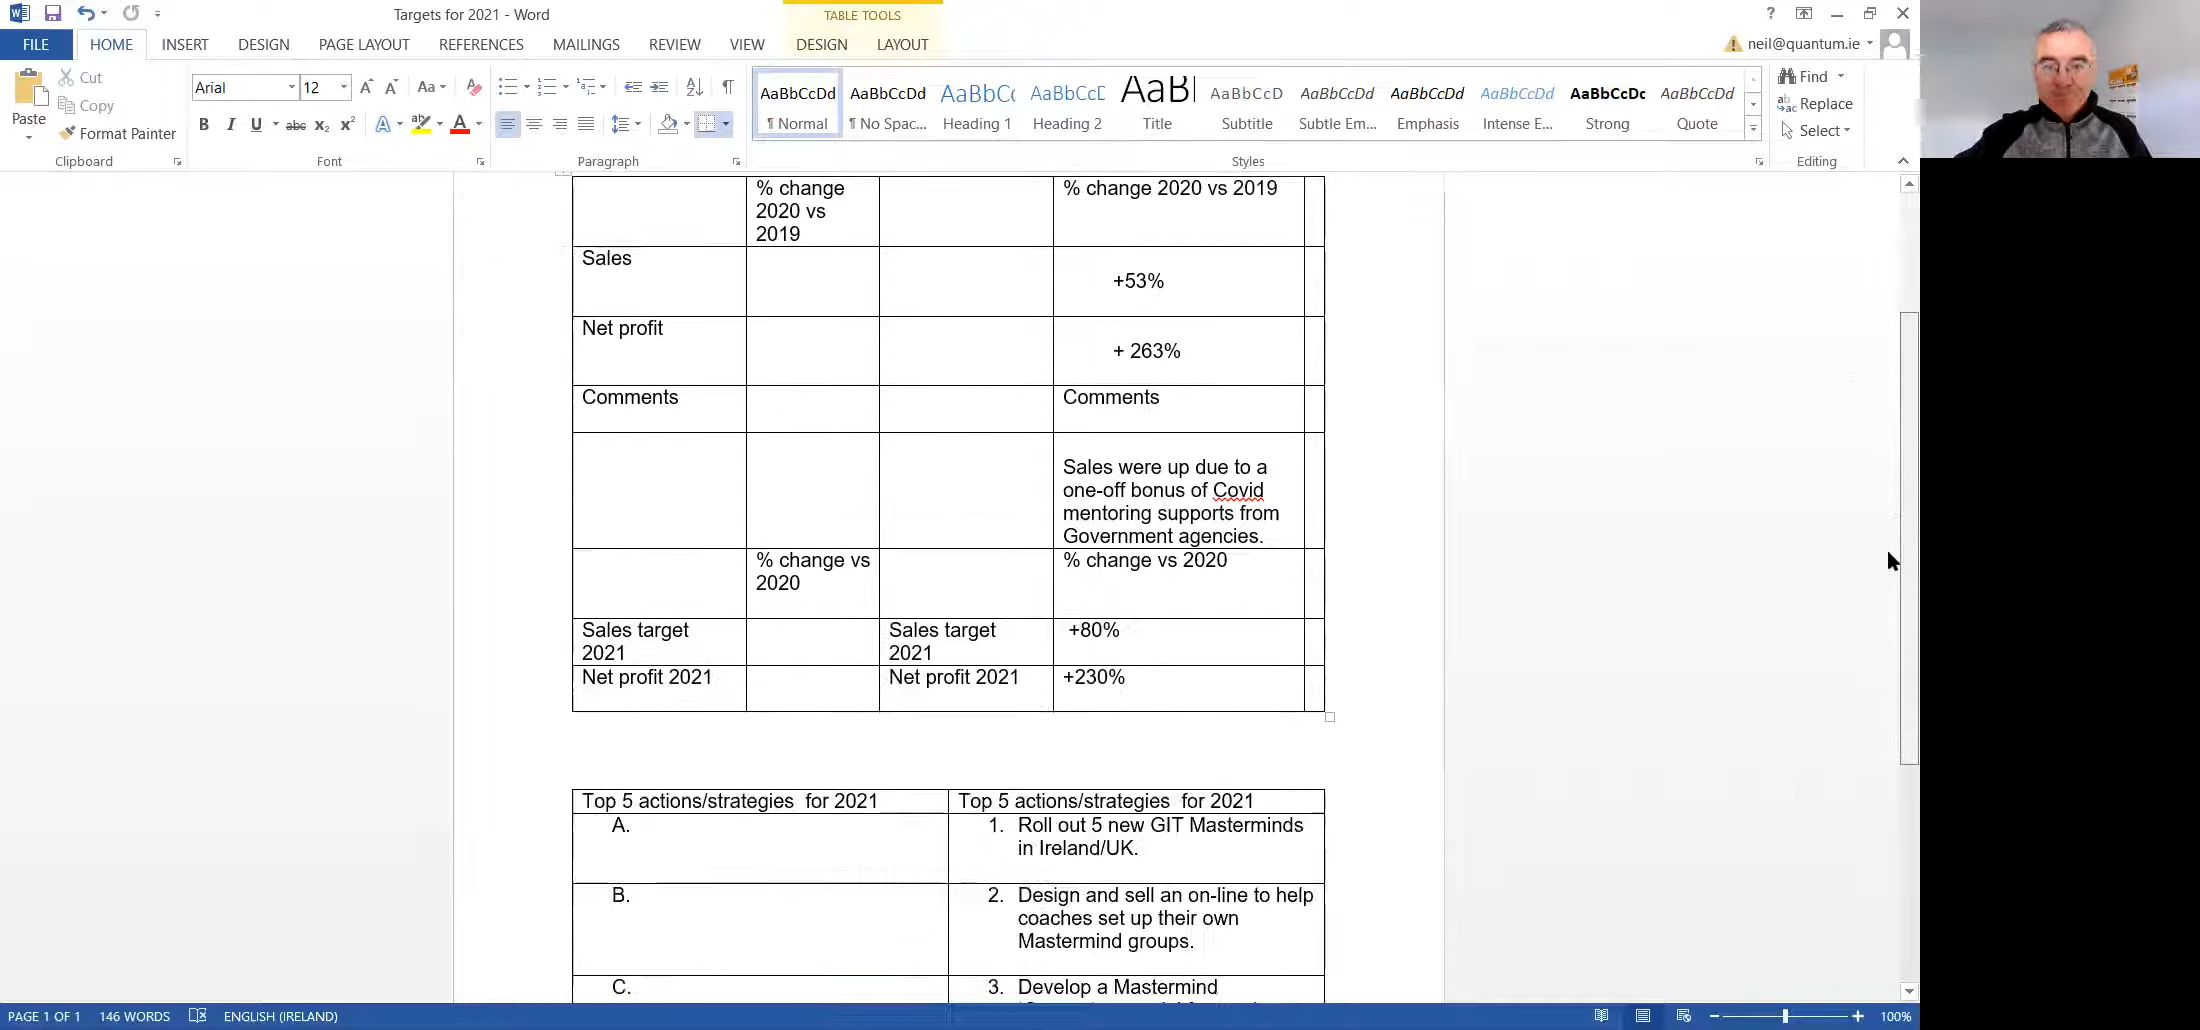 Targets for 2021 - Word
TABLE TOOLS
?
FILE
HOME
INSERT
DESIGN
PAGE LAYOUT
REFERENCES
MAILINGS
REVIEW
VIEW
DESIGN
LAYOUT
neil@quantum.ie
Paste
Cut
Copy
Format Painter
Clipboard
Arial
12
Font
Paragraph
AaBbCcDd
¶ Normal
AaBbCcDd
¶ No Spac...
AaBbC
Heading 1
AaBbCcC
Heading 2
AaB
Title
AaBbCcD
Subtitle
AaBbCcDd
Subtle Em...
AaBbCcDd
Emphasis
AaBbCcDd
Intense E...
AaBbCcDc
Strong
AaBbCcDd
Quote
Styles
Find
Replace
Select
Editing
% change
2020 vs
2019
% change 2020 vs 2019
Sales
+53%
Net profit
+ 263%
Comments
Comments
Sales were up due to a
one-off bonus of Covid
mentoring supports from
Government agencies.
% change vs
2020
% change vs 2020
Sales target
2021
Sales target
2021
+80%
Net profit 2021
Net profit 2021
+230%
Top 5 actions/strategies  for 2021
Top 5 actions/strategies  for 2021
A.
1. Roll out 5 new GIT Masterminds
in Ireland/UK.
B.
2. Design and sell an on-line to help
coaches set up their own
Mastermind groups.
C.
3. Develop a Mastermind
PAGE 1 OF 1
146 WORDS
ENGLISH (IRELAND)
100%